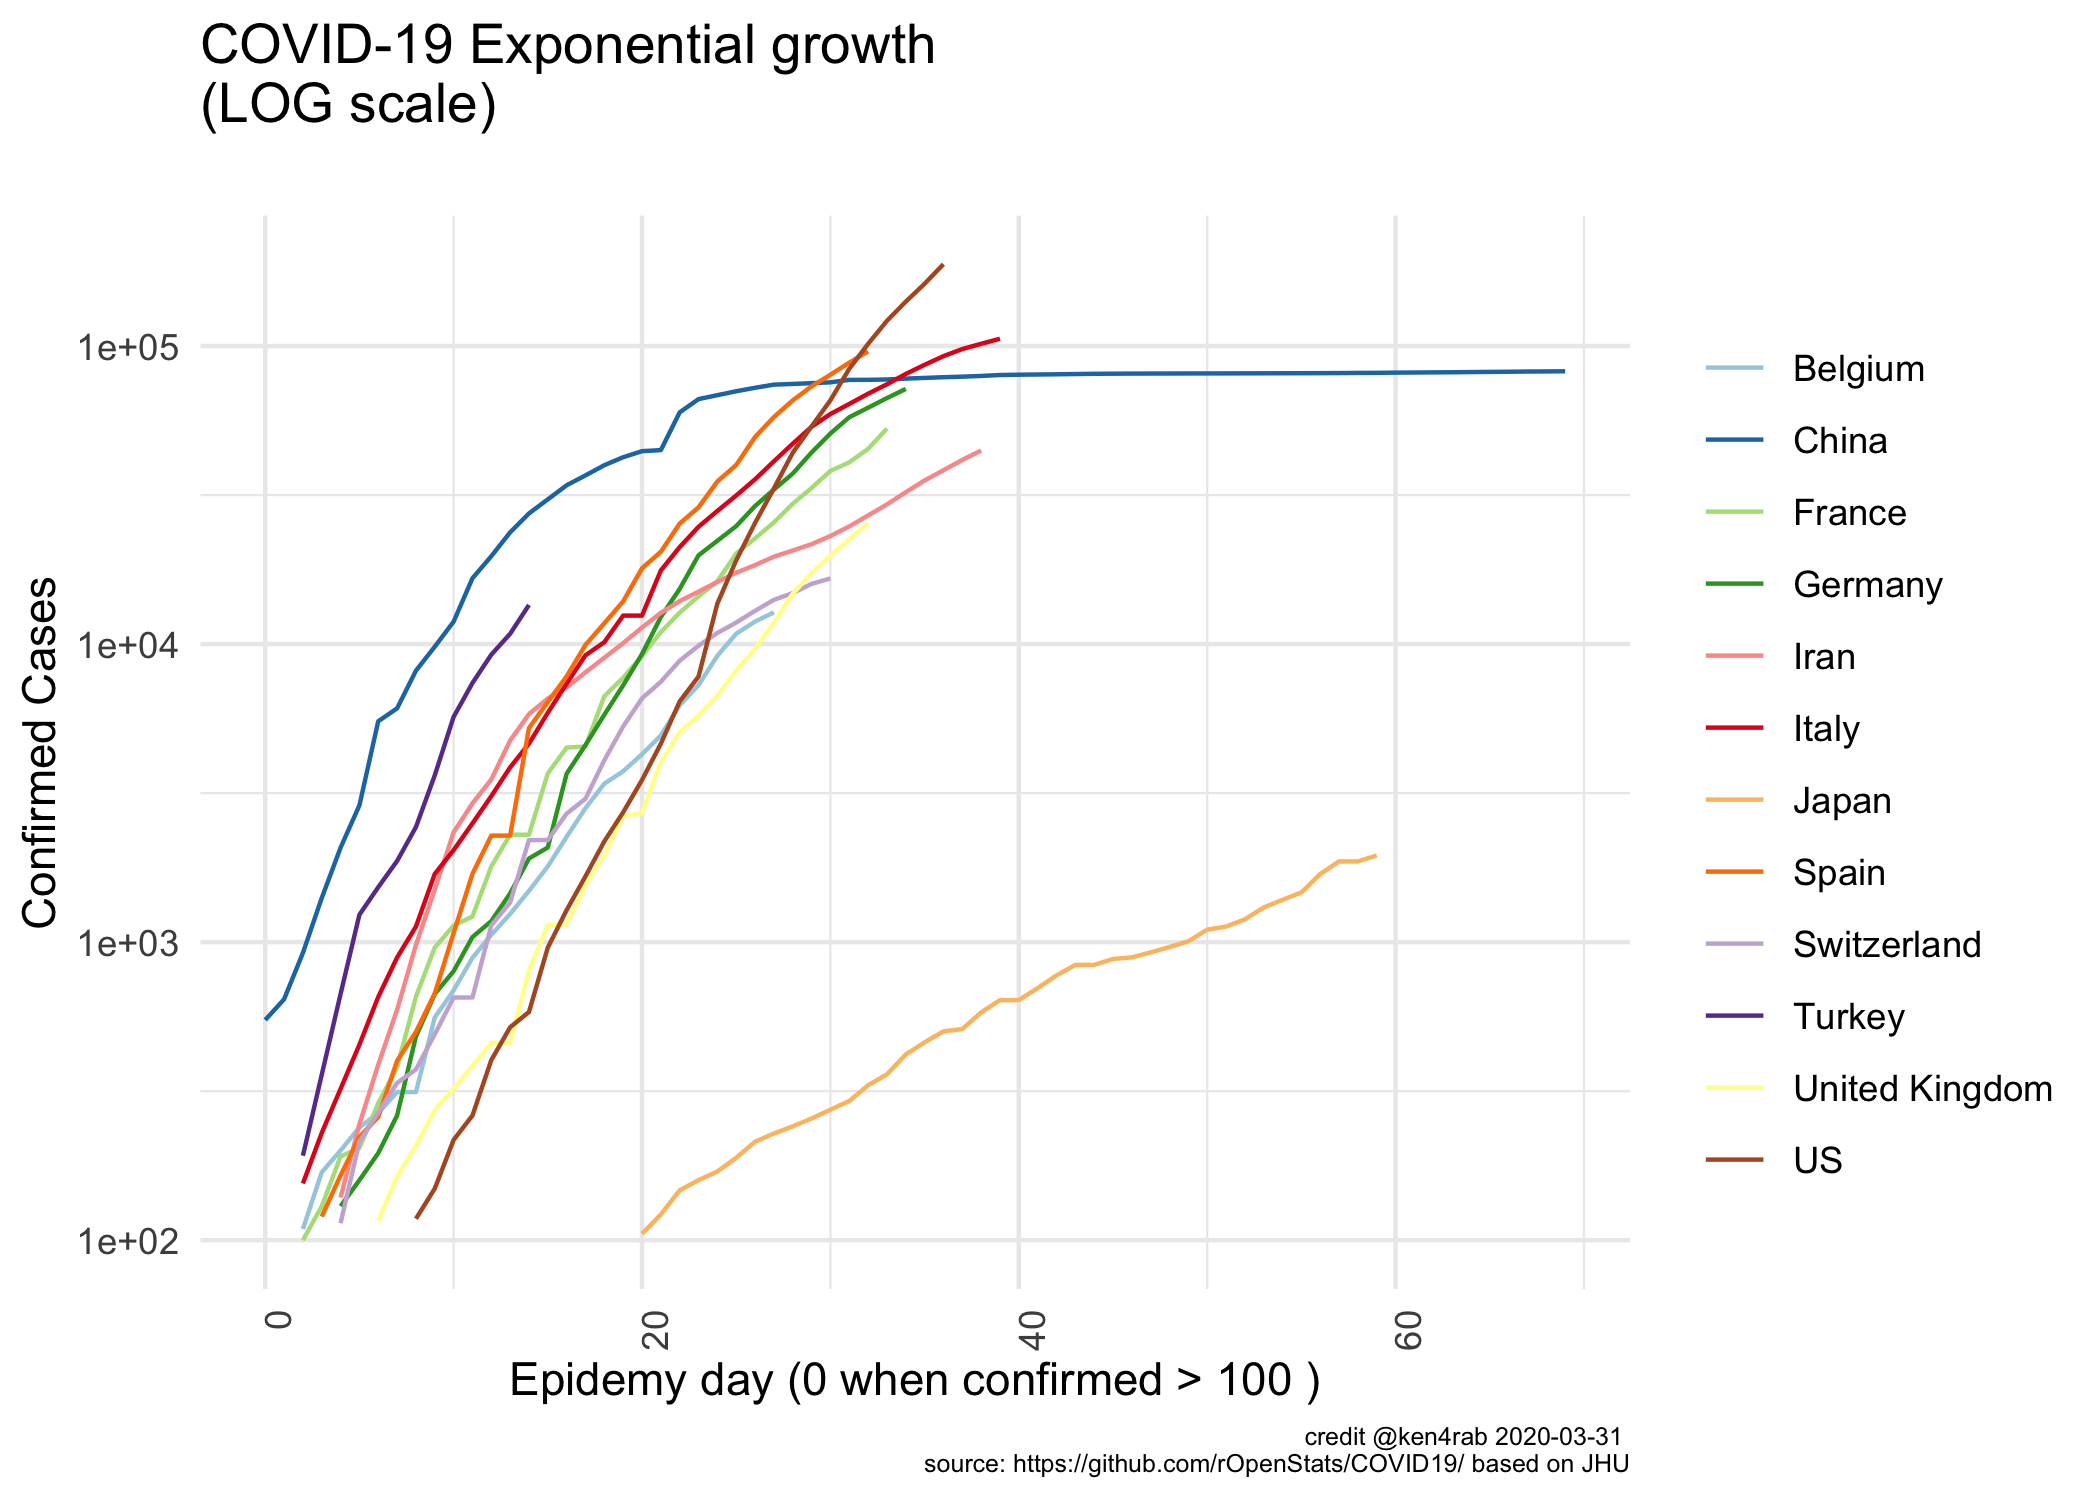 COVID-19 Exponential growth
(LOG scale)
1e+05
1e+04
1e+03
1e+02
Confirmed Cases
0
20
40
60
Epidemy day (0 when confirmed > 100 )
Belgium
China
France
Germany
Iran
Italy
Japan
Spain
Switzerland
Turkey
United Kingdom
US
credit @ken4rab 2020-03-31
source: https://github.com/rOpenStats/COVID19/ based on JHU